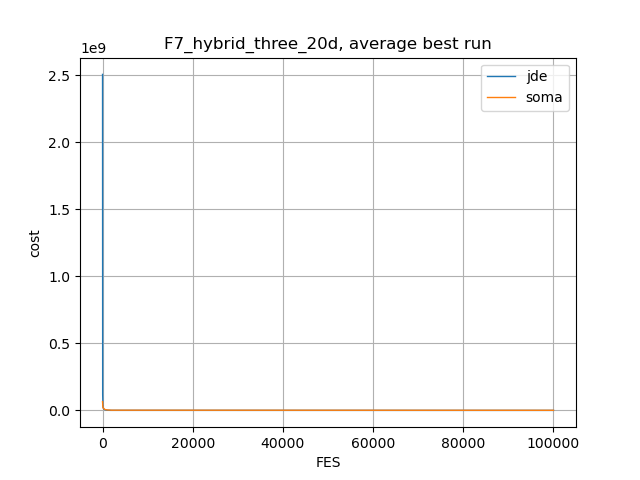 F7_hybrid_three_20d, average best run
1e9
jde
soma
2.5
2.0
1.5
1.0
0.5
0.0
cost
0 20000 40000 60000 80000 100000
FES